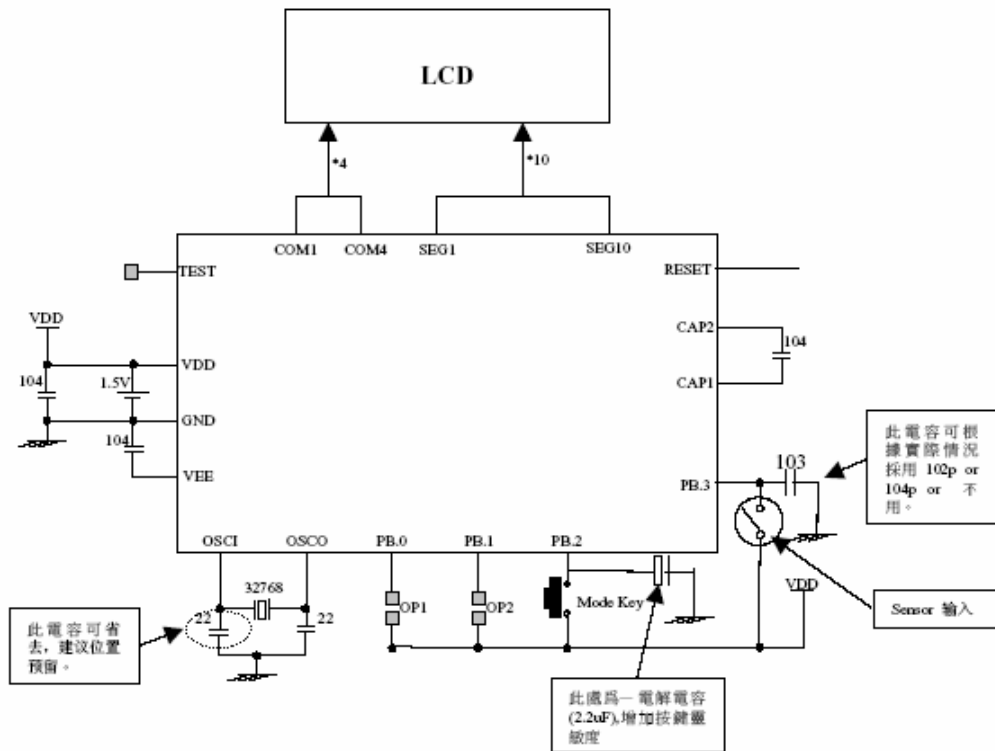 LCD
*4
*10
COM1
COM4
SEG1
SEG10
TEST
RESET
VDD
CAP2
104
VDD
104
1.5V
CAP1
GND
104
VEE
此電容可根
據實際情況
採用 102p or
104p or 不
用。
103
PB.3
OSCI
OSCO
PB.0
PB.1
PB.2
32768
VDD
22
22
OP1
OP2
Mode Key
Sensor 输入
此電容可省
去，建议位置
预留。
此處爲一電解電容
(2.2uF),增加按鍵靈
敏度